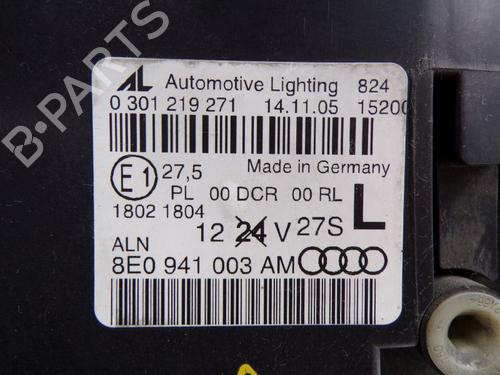 B-PARTS
AL Automotive Lighting 824
0 301 219 271 14.11.05 15200
E1 27,5 Made in Germany
PL 00 DCR 00 RL
1802 1804
12 24 V 27S L
ALN
8E0 941 003 AM